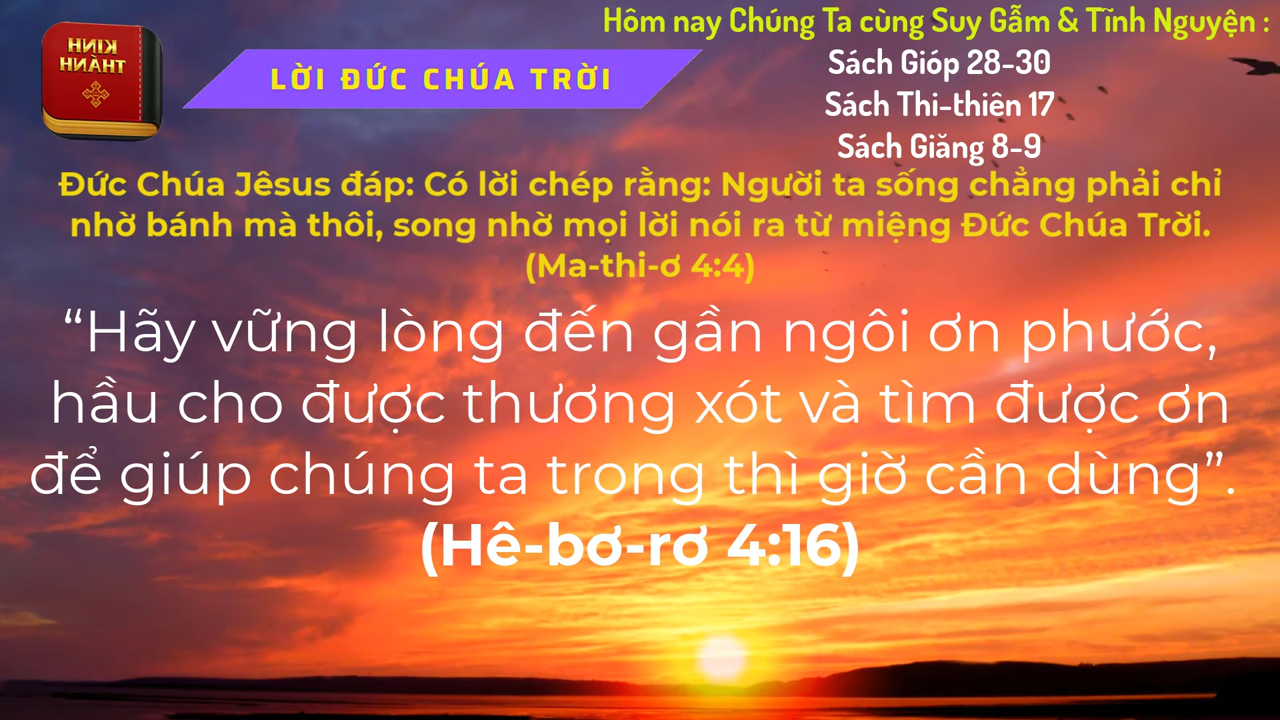 KINH
THÁNH
LỜI ĐỨC CHÚA TRỜI
Hôm nay Chúng Ta cùng Suy Gẫm & Tĩnh Nguyện :
Sách Gióp 28-30
Sách Thi-thiên 17
Sách Giăng 8-9
Đức Chúa Jêsus đáp: Có lời chép rằng: Người ta sống chẳng phải chỉ
nhờ bánh mà thôi, song nhờ mọi lời nói ra từ miệng Đức Chúa Trời.
(Ma-thi-ơ 4:4)
“Hãy vững lòng đến gần ngôi ơn phước,
hầu cho được thương xót và tìm được ơn
để giúp chúng ta trong thì giờ cần dùng”.
(Hê-bơ-rơ 4:16)